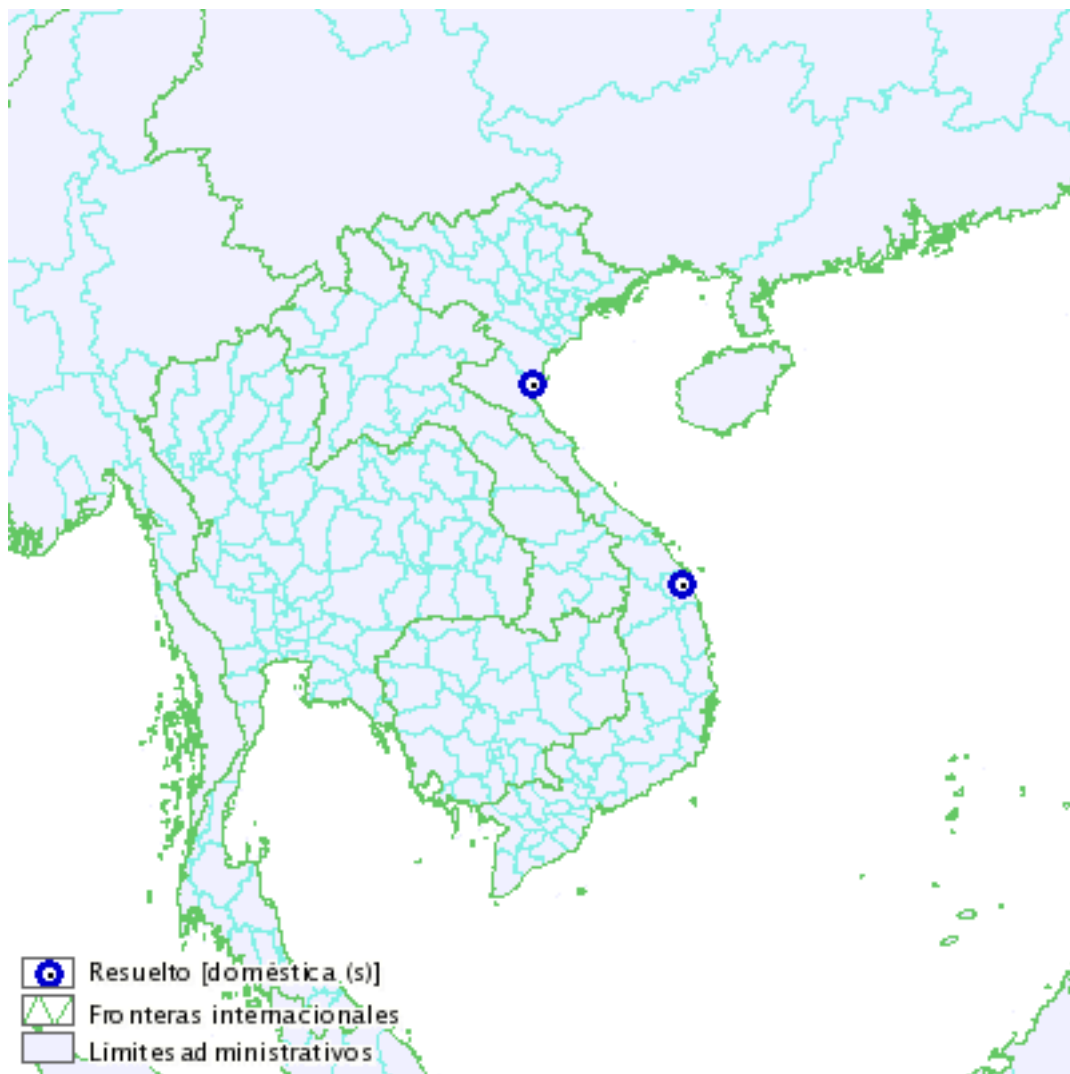 Resuelto [doméstica (s)]
Fronteras internacionales
Límites administrativos